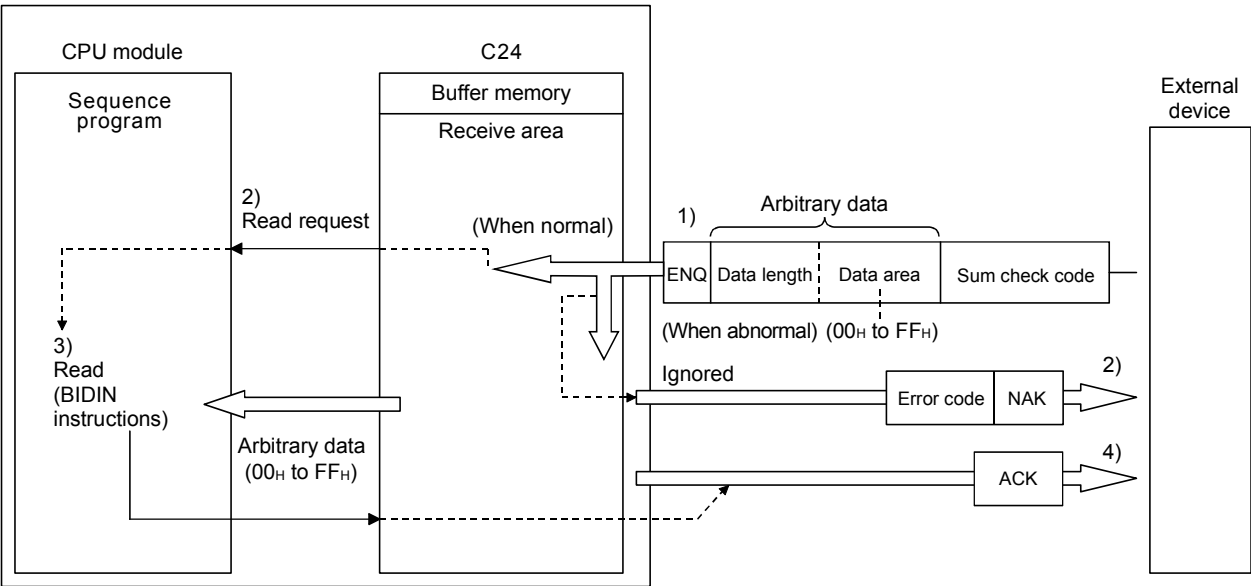 CPU module
C24
Buffer memory
Sequence
program
Receive area
External
device
2)
Read request
(When normal)
1)
Arbitrary data
ENQ
Data length
Data area
Sum check code
(When abnormal)
(00H to FFH)
3)
Read
(BIDIN
instructions)
Ignored
Error code
NAK
2)
Arbitrary data
(00H to FFH)
ACK
4)